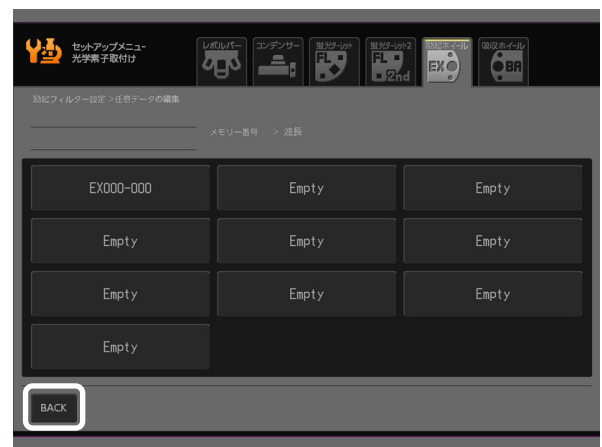 セットアップメニュー
光学素子取付け
レボルバー
コンデンサー
蛍光ターレット
FL
蛍光ターレット2
FL
2nd
励起ホイール
EX
吸収ホイール
BA
励起フィルター設定 >任意データの編集
メモリー番号 > 波長
EX000-000
Empty
Empty
Empty
Empty
Empty
Empty
Empty
Empty
Empty
BACK